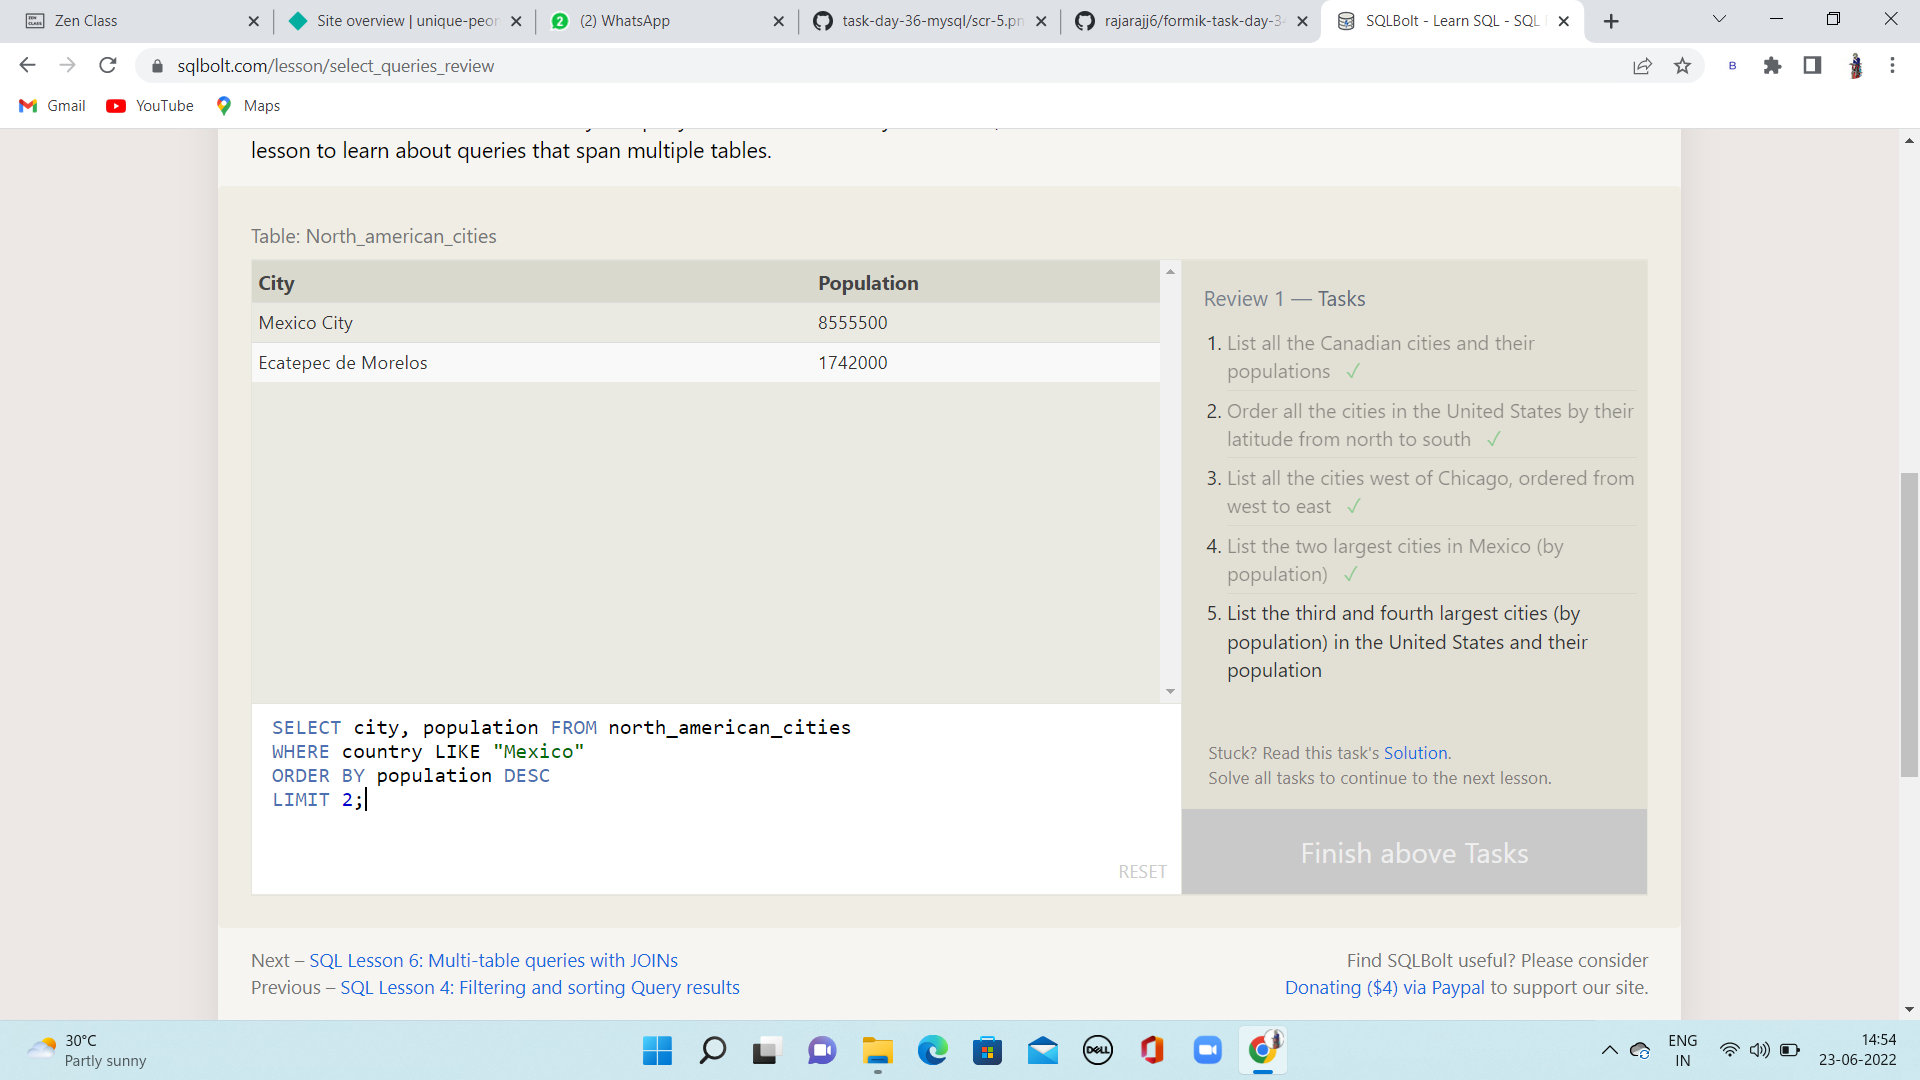 Zen Class
Site overview | unique-peor
(2) WhatsApp
task-day-36-mysql/scr-5.pn
rajarajj6/formik-task-day-34
SQLBolt - Learn SQL - SQL
sqlbolt.com/lesson/select_queries_review
B
Gmail
YouTube
Maps
lesson to learn about queries that span multiple tables.
Table: North_american_cities
City Population
Mexico City 8555500
Ecatepec de Morelos 1742000
Review 1 — Tasks
1. List all the Canadian cities and their
populations ✓
2. Order all the cities in the United States by their
latitude from north to south ✓
3. List all the cities west of Chicago, ordered from
west to east ✓
4. List the two largest cities in Mexico (by
population) ✓
5. List the third and fourth largest cities (by
population) in the United States and their
population
SELECT city, population FROM north_american_cities
WHERE country LIKE "Mexico"
ORDER BY population DESC
LIMIT 2;
RESET
Stuck? Read this task's Solution.
Solve all tasks to continue to the next lesson.
Finish above Tasks
Next – SQL Lesson 6: Multi-table queries with JOINs
Previous – SQL Lesson 4: Filtering and sorting Query results
Find SQLBolt useful? Please consider
Donating ($4) via Paypal to support our site.
30°C
Partly sunny
DELL
ENG
IN
14:54
23-06-2022